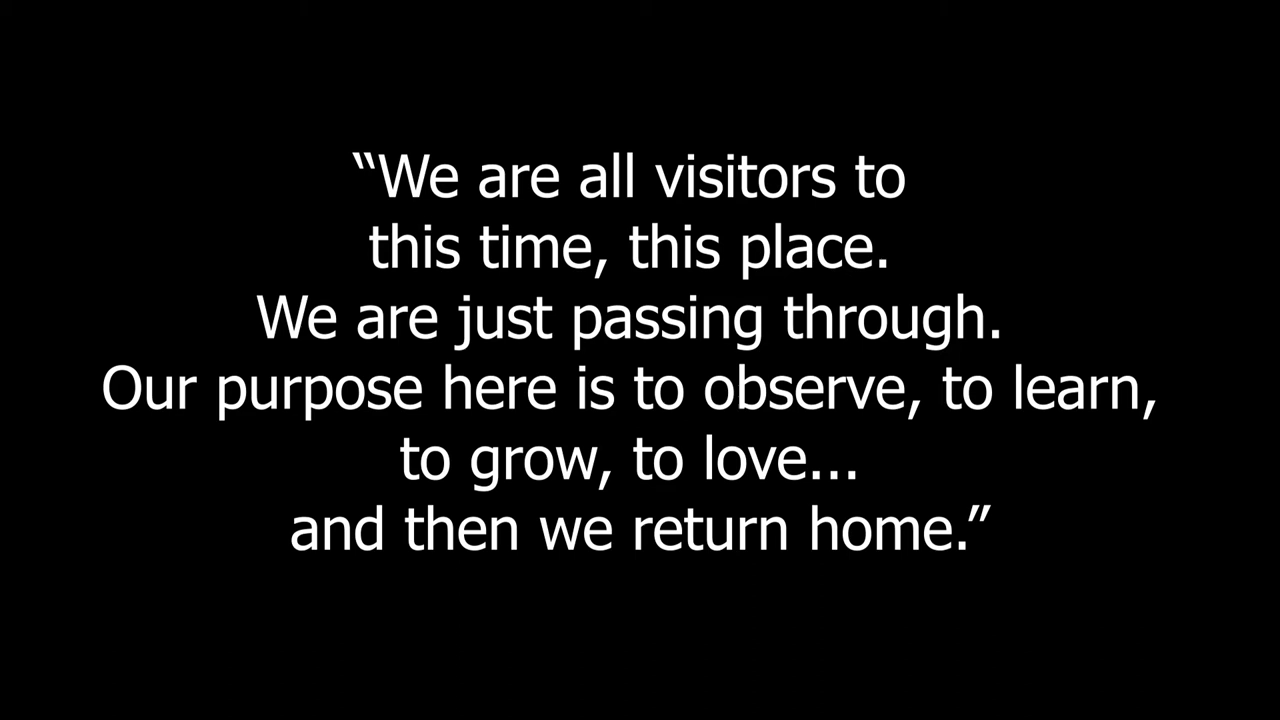 “We are all visitors to
this time, this place.
We are just passing through.
Our purpose here is to observe, to learn,
to grow, to love...
and then we return home.”